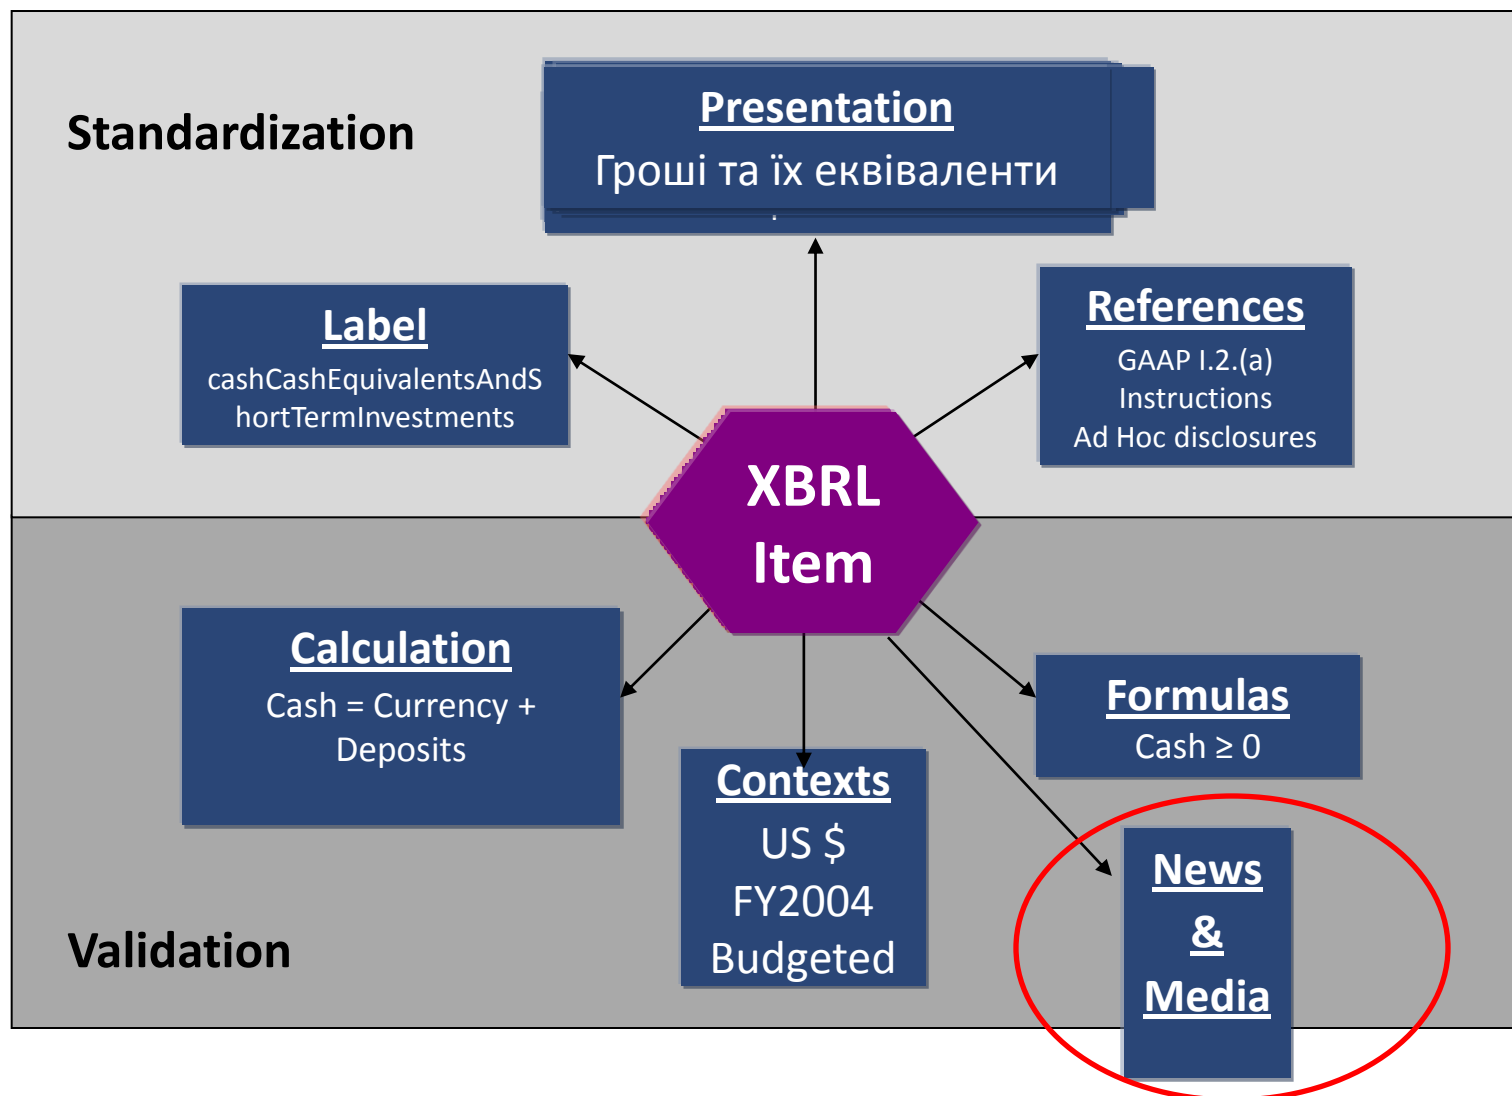 Standardization
Presentation
Гроші та їх еквіваленти
Label
cashCashEquivalentsAndS
hortTermInvestments
References
GAAP I.2.(a)
Instructions
Ad Hoc disclosures
XBRL
Item
Calculation
Cash = Currency +
Deposits
Contexts
US $
FY2004
Budgeted
Formulas
Cash ≥ 0
News
&
Media
Validation